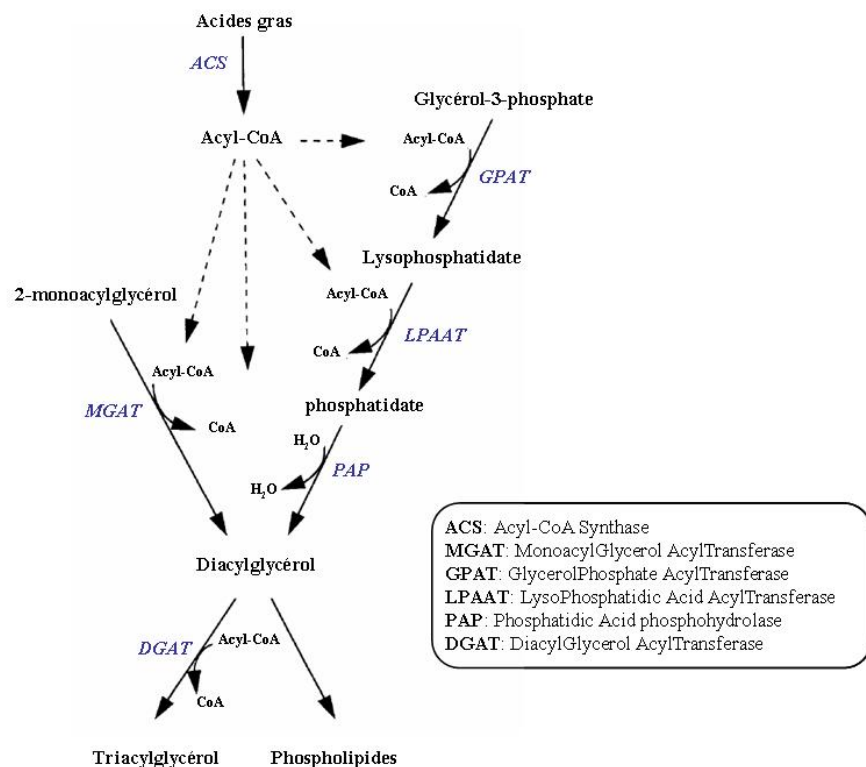 Acides gras
ACS
Glycérol-3-phosphate
Acyl-CoA
Acyl-CoA
GPAT
CoA
Lysophosphatidate
2-monoacylglycérol
Acyl-CoA
LPAAT
CoA
Acyl-CoA
MGAT
CoA
phosphatidate
H₂O
PAP
H₂O
Diacylglycérol
DGAT
Acyl-CoA
CoA
Triacylglycérol
Phospholipides
ACS: Acyl-CoA Synthase
MGAT: MonoacylGlycerol AcylTransferase
GPAT: GlycerolPhosphate AcylTransferase
LPAAT: LysoPhosphatidic Acid AcylTransferase
PAP: Phosphatidic Acid phosphohydrolase
DGAT: DiacylGlycerol AcylTransferase